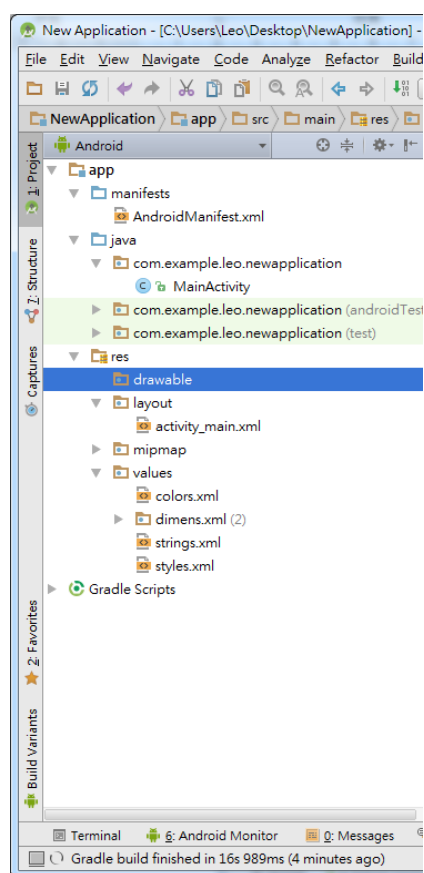 New Application - [C:\Users\Leo\Desktop\NewApplication] -
File Edit View Navigate Code Analyze Refactor Build
NewApplication app src main res
Android
1: Project
7: Structure
Captures
2: Favorites
Build Variants
app
manifests
AndroidManifest.xml
java
com.example.leo.newapplication
MainActivity
com.example.leo.newapplication (androidTest
com.example.leo.newapplication (test)
res
drawable
layout
activity_main.xml
mipmap
values
colors.xml
dimens.xml (2)
strings.xml
styles.xml
Gradle Scripts
Terminal 6: Android Monitor 0: Messages
Gradle build finished in 16s 989ms (4 minutes ago)